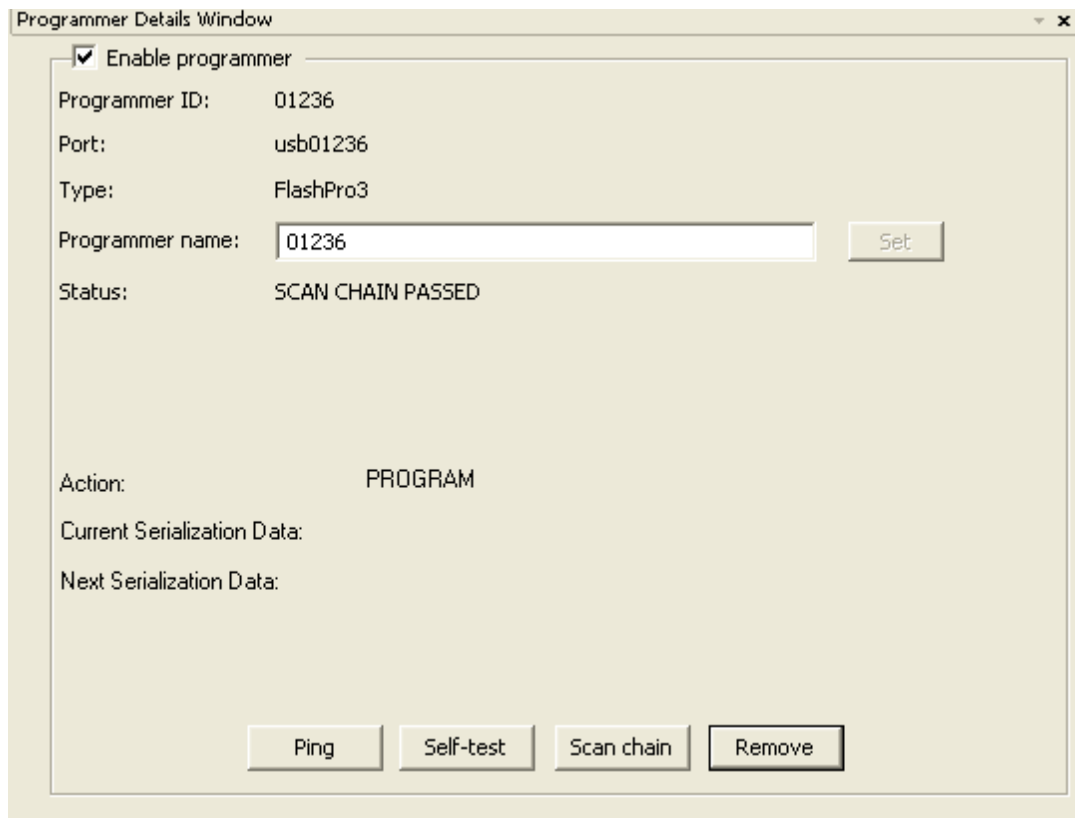 Programmer Details Window
Enable programmer
Programmer ID: 01236
Port: usb01236
Type: FlashPro3
Programmer name: 01236 Set
Status: SCAN CHAIN PASSED
Action: PROGRAM
Current Serialization Data:
Next Serialization Data:
Ping Self-test Scan chain Remove